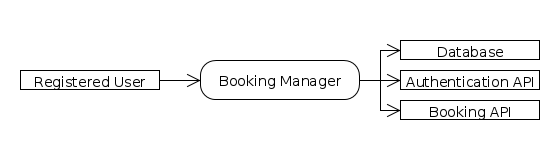 Registered User
Booking Manager
Database
Authentication API
Booking API